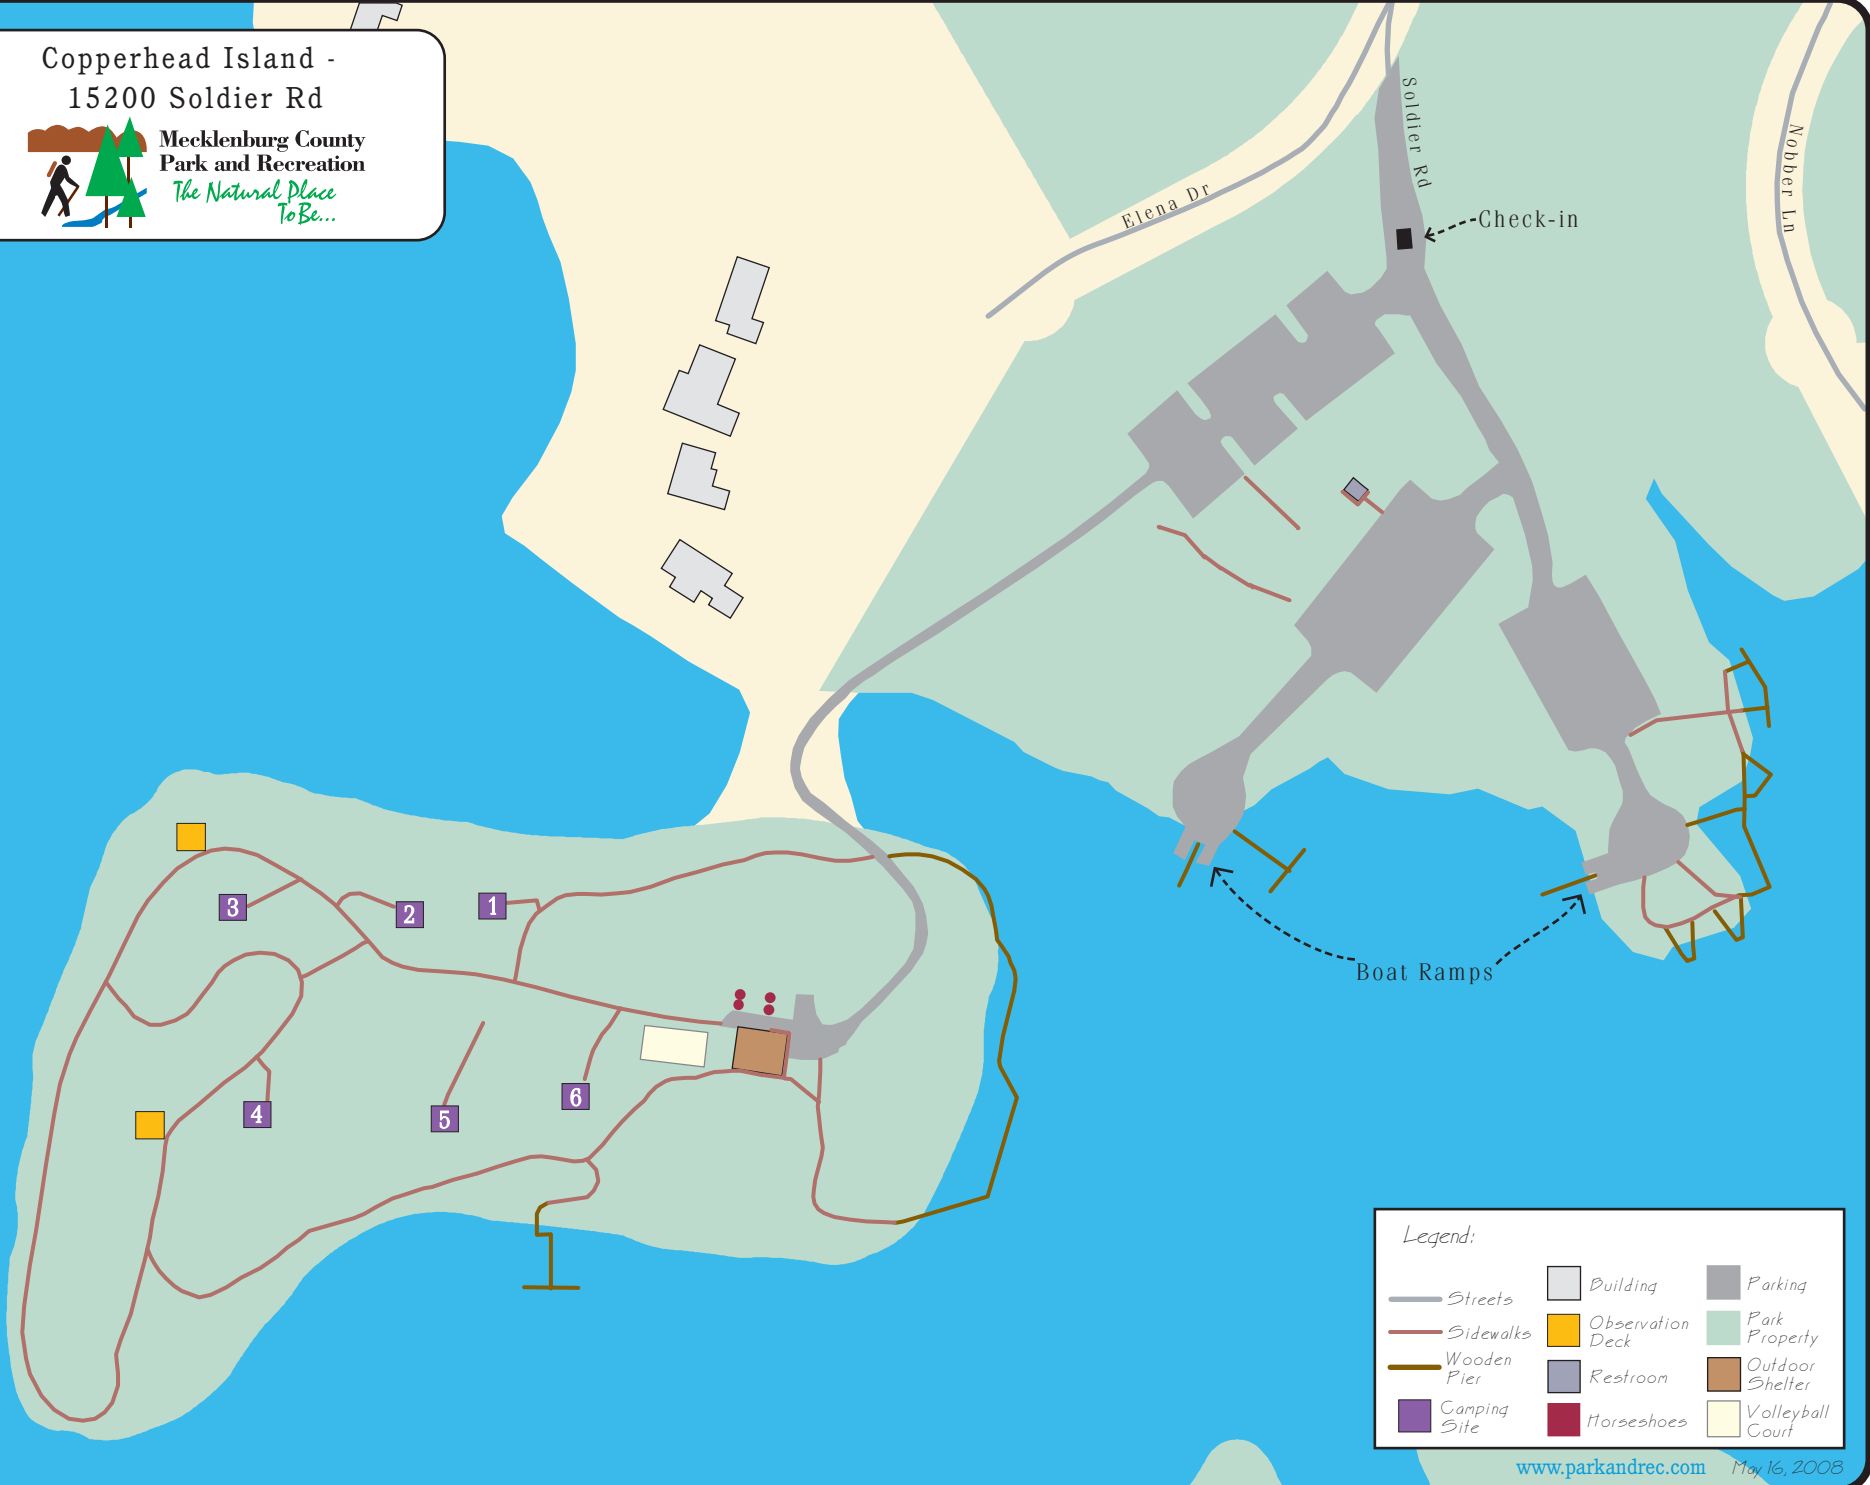 Copperhead Island -
15200 Soldier Rd
Mecklenburg County
Park and Recreation
The Natural Place
To Be...
Soldier Rd
Nobber Ln
Elena Dr
Check-in
3
2
1
4
5
6
Boat Ramps
Legend:
Streets
Sidewalks
Wooden
Pier
Camping
Site
Building
Observation
Deck
Restroom
Horseshoes
Parking
Park
Property
Outdoor
Shelter
Volleyball
Court
www.parkandrec.com
May 16, 2008